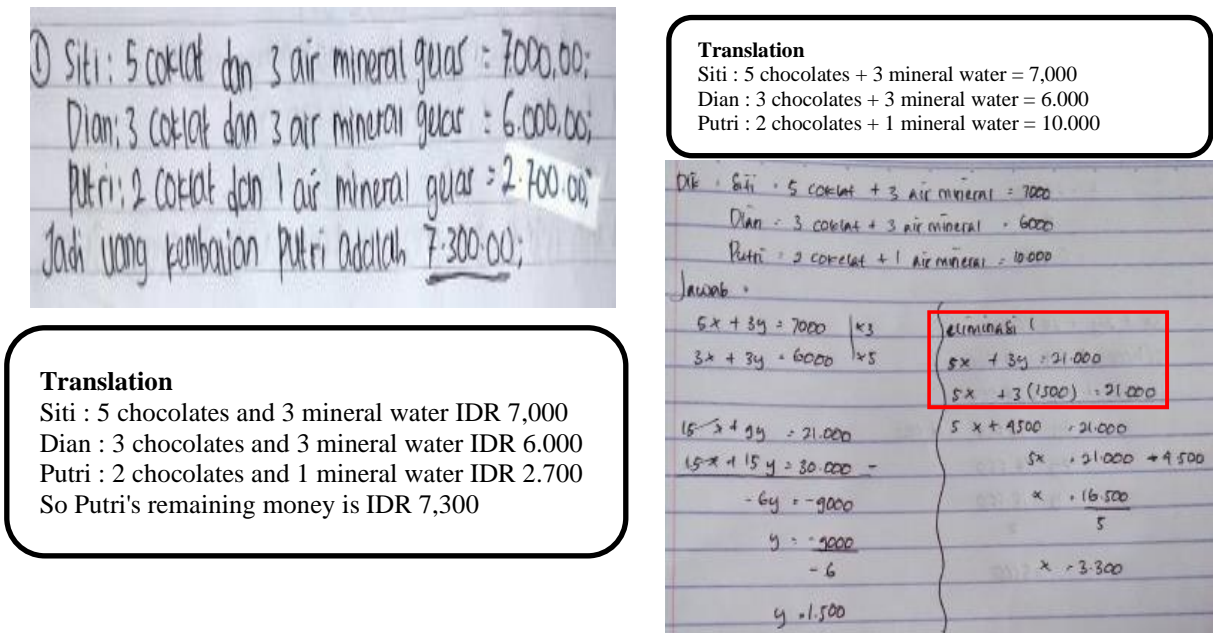 ① Siti : 5 coklat dan 3 air mineral gelas = 7000,00;
Dian : 3 coklat dan 3 air mineral gelas = 6.000,00;
Putri : 2 coklat dan 1 air mineral gelas = 2.700.00;
Jadi uang kembalian Putri adalah 7.300.00;
Translation
Siti : 5 chocolates and 3 mineral water IDR 7,000
Dian : 3 chocolates and 3 mineral water IDR 6.000
Putri : 2 chocolates and 1 mineral water IDR 2.700
So Putri's remaining money is IDR 7,300
Translation
Siti : 5 chocolates + 3 mineral water = 7,000
Dian : 3 chocolates + 3 mineral water = 6.000
Putri : 2 chocolates + 1 mineral water = 10.000
Dik : Siti : 5 coklat + 3 air mineral = 7000
Dian : 3 coklat + 3 air mineral = 6000
Putri : 2 cokelat + 1 air mineral = 10.000
Jawab :
5x + 3y = 7000 | x3
3x + 3y = 6000 | x5
15x + 9y = 21.000
15x + 15y = 30.000 -
-6y = -9000
y = -9000
-6
y = 1.500
eliminasi (
5x + 3y = 21.000
5x + 3(1500) = 21.000
5x + 4500 = 21.000
5x = 21.000 - 4500
x = 16.500
5
x = 3.300